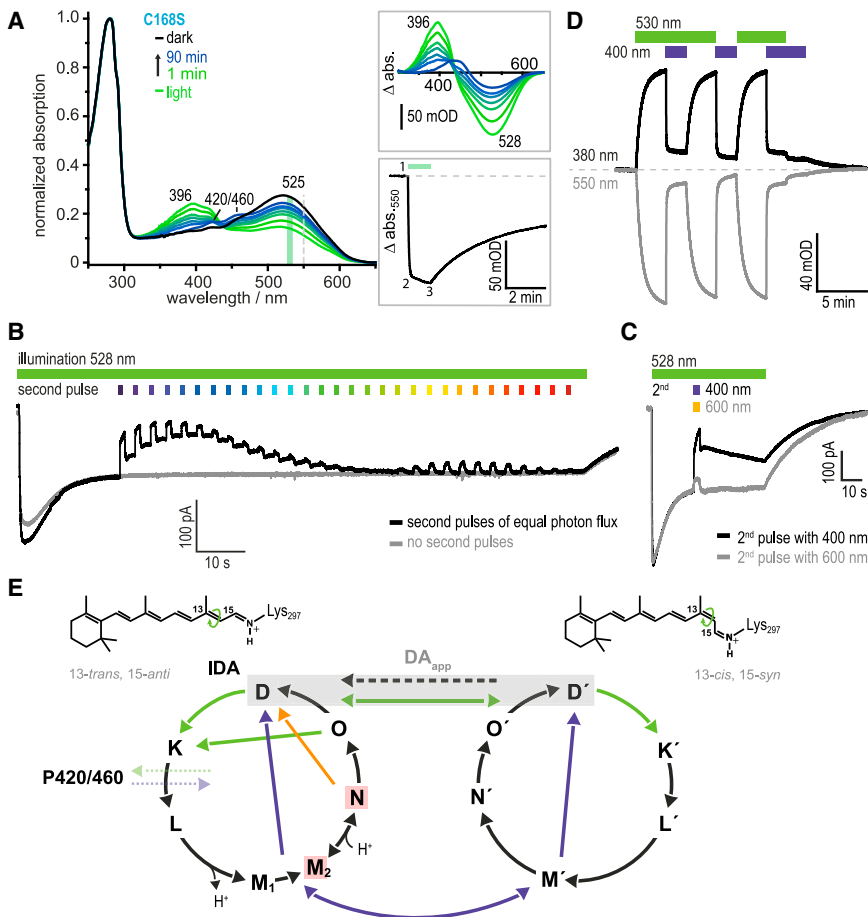 A
C168S
dark
90 min
1 min
light
normalized absorption
1.0
0.8
0.6
0.4
0.2
0
396
420/460
525
300
400
500
600
wavelength / nm
396
600
400
Δ abs.
50 mOD
528
1
Δ abs.550
2
3
50 mOD
2 min
D
530 nm
400 nm
380 nm
550 nm
40 mOD
5 min
B
illumination 528 nm
second pulse
100 pA
10 s
second pulses of equal photon flux
no second pulses
C
528 nm
2nd
400 nm
600 nm
100 pA
10 s
2nd pulse with 400 nm
2nd pulse with 600 nm
E
13
15
Lys297
N
+
H
13-trans, 15-anti
13
15
Lys297
N
+
H
13-cis, 15-syn
IDA
DAapp
D
D´
O
O´
K
K´
P420/460
N
N´
L
L´
H+
H+
M1
M2
M´